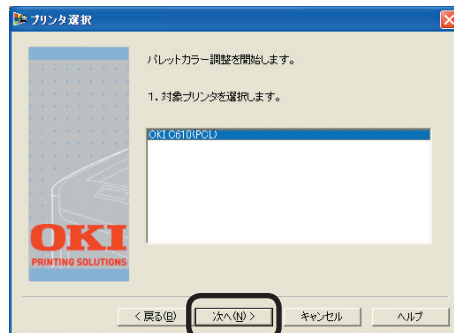 プリンタ選択
パレットカラー調整を開始します。
1. 対象プリンタを選択します。
OKI C610(PCL)
OKI
PRINTING SOLUTIONS
< 戻る(B)
次へ(N) >
キャンセル
ヘルプ